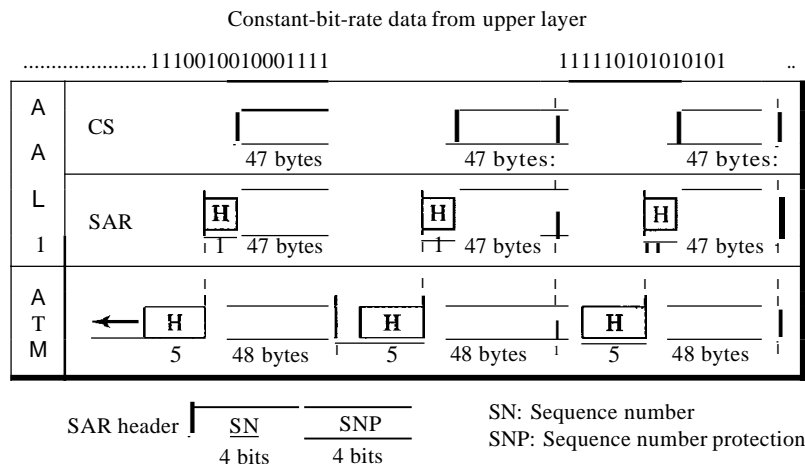 Constant-bit-rate data from upper layer
......................1110010010001111 111110101010101 ..
A
A
L
1
CS
47 bytes 47 bytes: 47 bytes:
SAR
H H H
1 47 bytes 1 47 bytes 47 bytes
A
T
M
H H H
5 48 bytes 5 48 bytes 5 48 bytes
SAR header SN SNP
4 bits 4 bits
SN: Sequence number
SNP: Sequence number protection